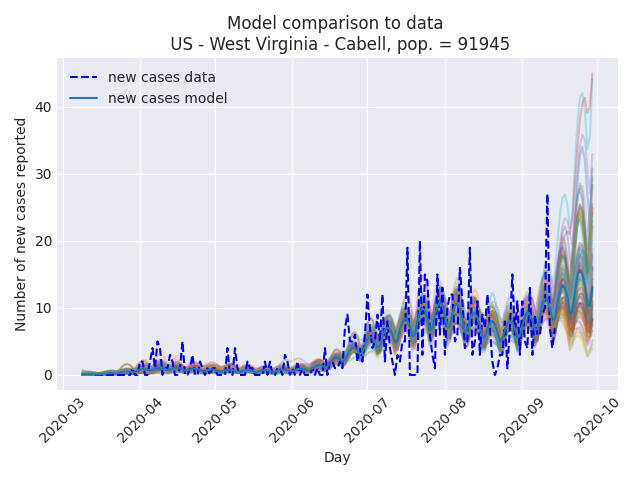 Model comparison to data
US - West Virginia - Cabell, pop. = 91945
new cases data
new cases model
Number of new cases reported
40
30
20
10
0
2020-03
2020-04
2020-05
2020-06
2020-07
2020-08
2020-09
2020-10
Day